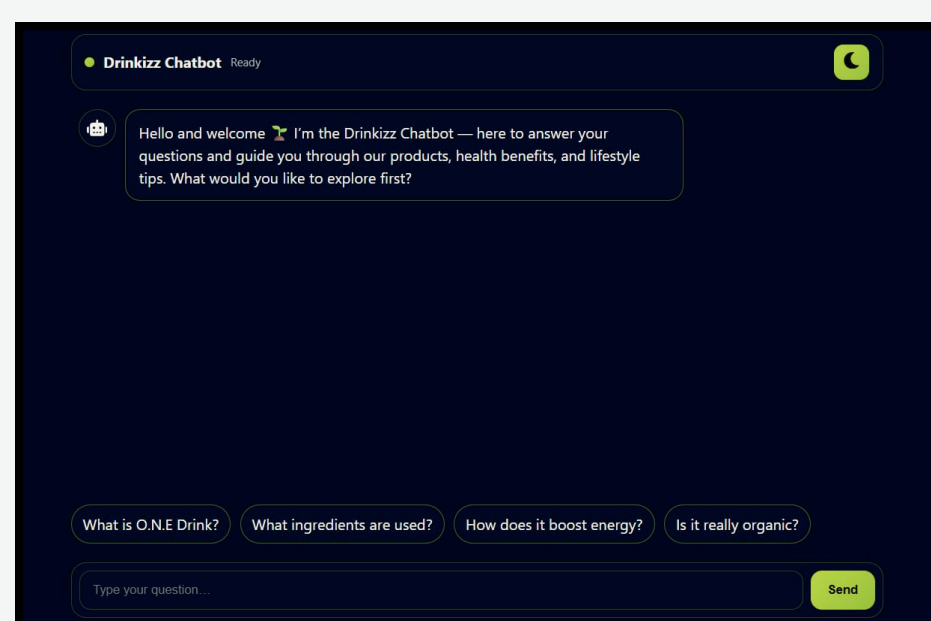 Drinkizz Chatbot Ready
Hello and welcome 🌱 I’m the Drinkizz Chatbot — here to answer your
questions and guide you through our products, health benefits, and lifestyle
tips. What would you like to explore first?
What is O.N.E Drink? What ingredients are used? How does it boost energy? Is it really organic?
Type your question... Send